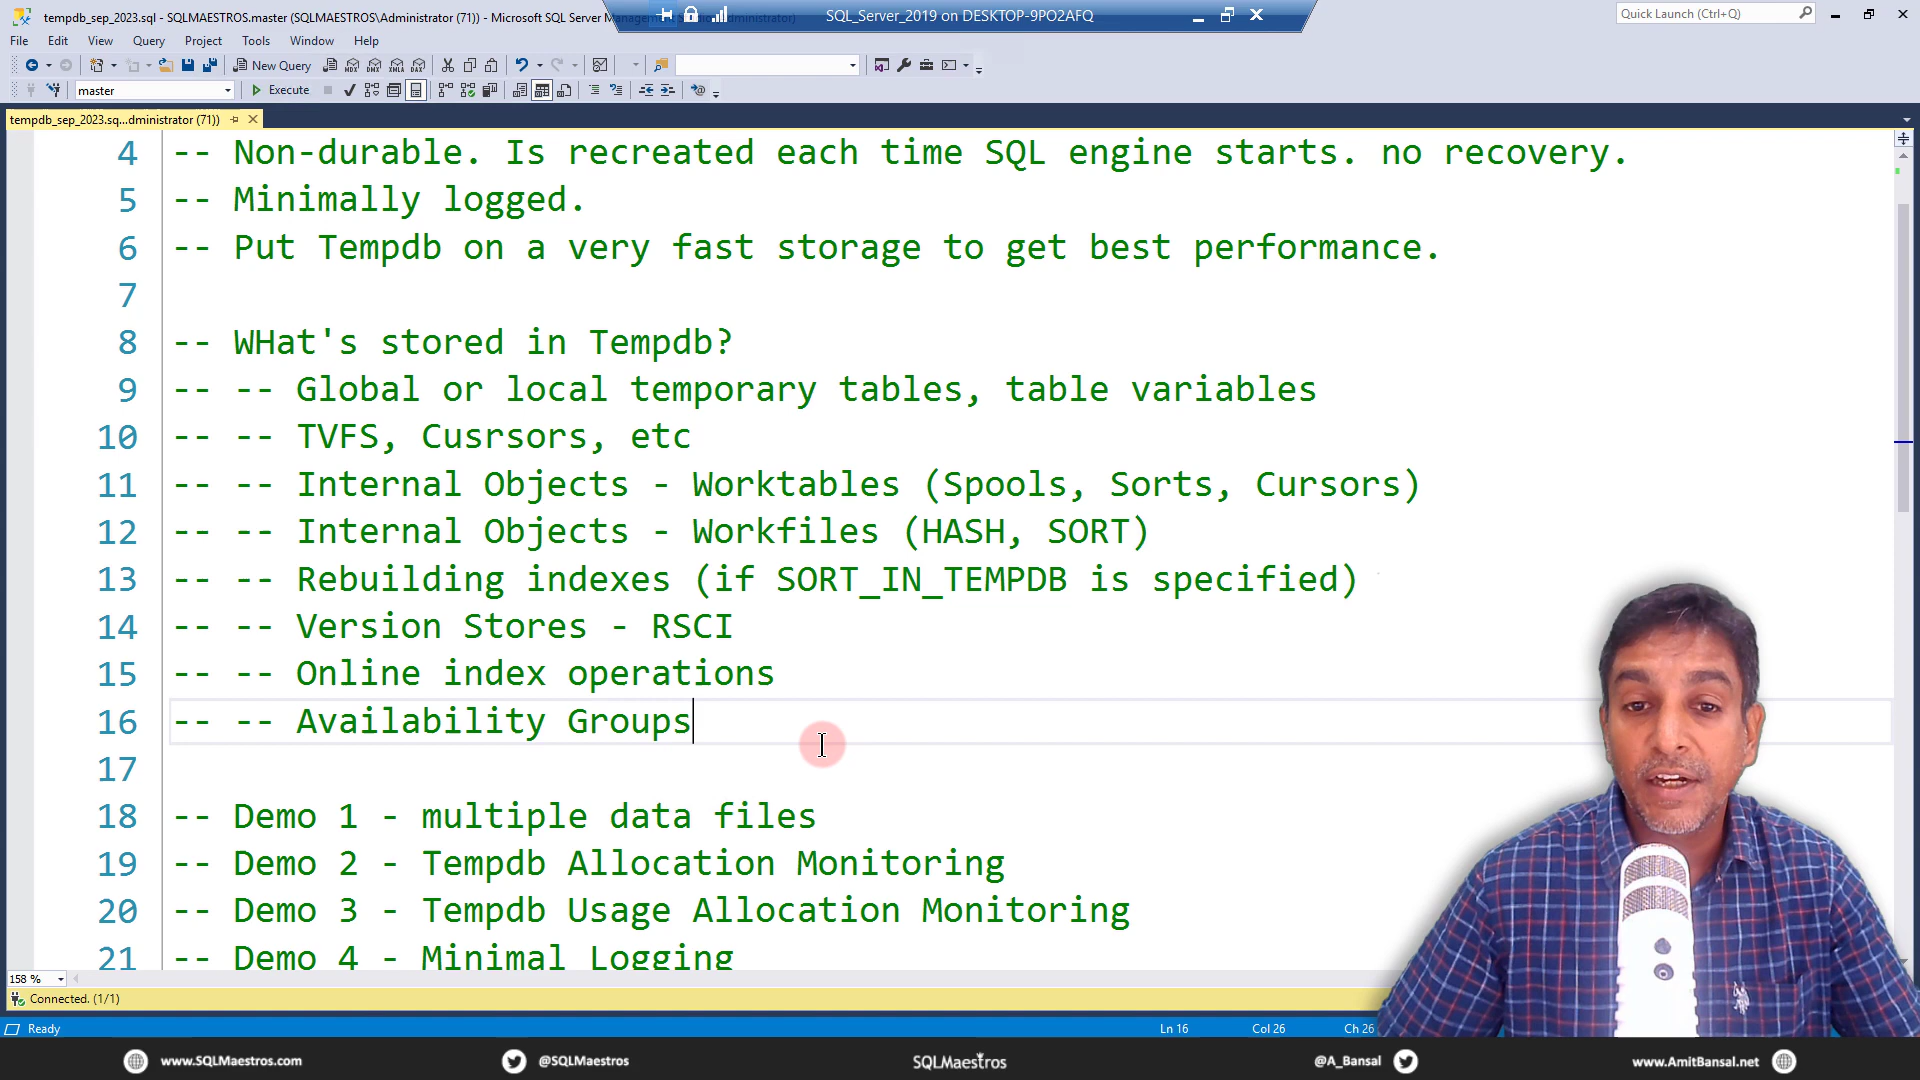 tempdb_sep_2023.sql - SQLMAESTROS.master (SQLMAESTROS\Administrator (71)) - Microsoft SQL Server
SQL_Server_2019 on DESKTOP-9PO2AFQ
Quick Launch (Ctrl+Q)
File Edit View Query Project Tools Window Help
New Query
master
Execute
tempdb_sep_2023.sq...dministrator (71))
4 -- Non-durable. Is recreated each time SQL engine starts. no recovery.
5 -- Minimally logged.
6 -- Put Tempdb on a very fast storage to get best performance.
7
8 -- WHat's stored in Tempdb?
9 -- -- Global or local temporary tables, table variables
10 -- -- TVFS, Cusrsors, etc
11 -- -- Internal Objects - Worktables (Spools, Sorts, Cursors)
12 -- -- Internal Objects - Workfiles (HASH, SORT)
13 -- -- Rebuilding indexes (if SORT_IN_TEMPDB is specified)
14 -- -- Version Stores - RSCI
15 -- -- Online index operations
16 -- -- Availability Groups
17
18 -- Demo 1 - multiple data files
19 -- Demo 2 - Tempdb Allocation Monitoring
20 -- Demo 3 - Tempdb Usage Allocation Monitoring
21 -- Demo 4 - Minimal Logging
158 %
Connected. (1/1)
Ready
Ln 16 Col 26 Ch 26
www.SQLMaestros.com @SQLMaestros SQLMaestros @A_Bansal www.AmitBansal.net